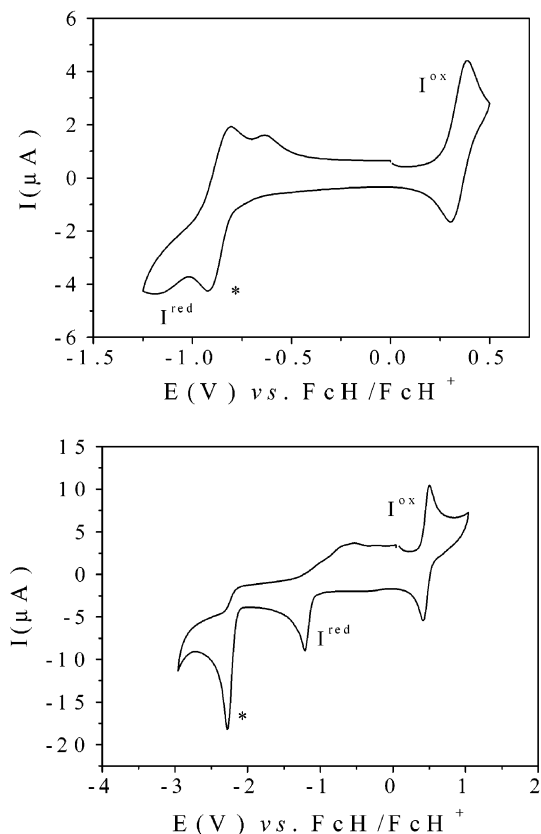 6
4
2
0
-2
-4
-6
I(µA)
I ox
I red
*
-1.5 -1.0 -0.5 0.0 0.5
E(V) vs. FcH/FcH+
15
10
5
0
-5
-10
-15
-20
I(µA)
I ox
I red
*
-4 -3 -2 -1 0 1 2
E(V) vs. FcH/FcH+